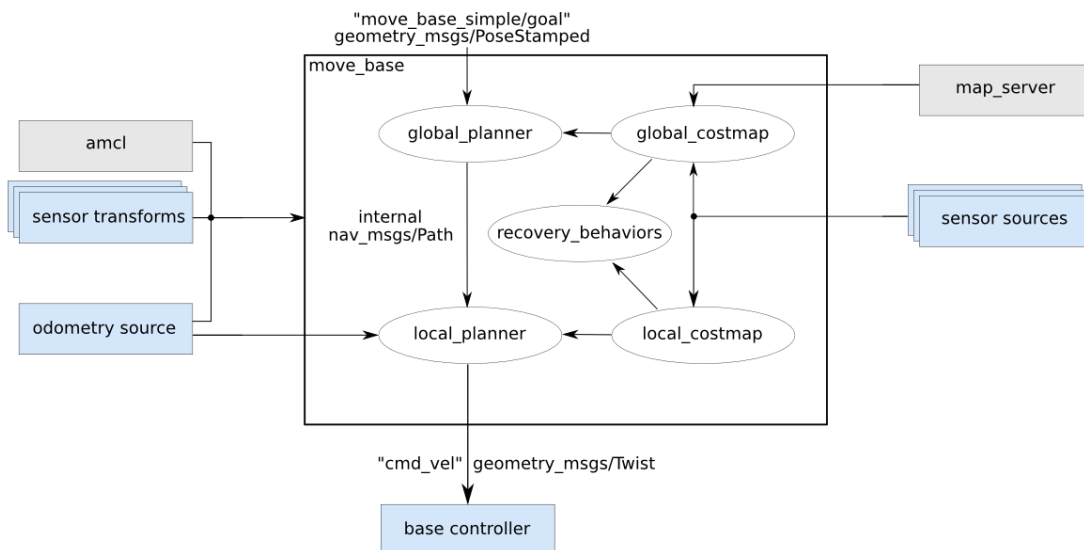 "move_base_simple/goal"
geometry_msgs/PoseStamped
move_base
map_server
global_planner
global_costmap
amcl
sensor transforms
internal
nav_msgs/Path
recovery_behaviors
sensor sources
odometry source
local_planner
local_costmap
"cmd_vel" geometry_msgs/Twist
base controller